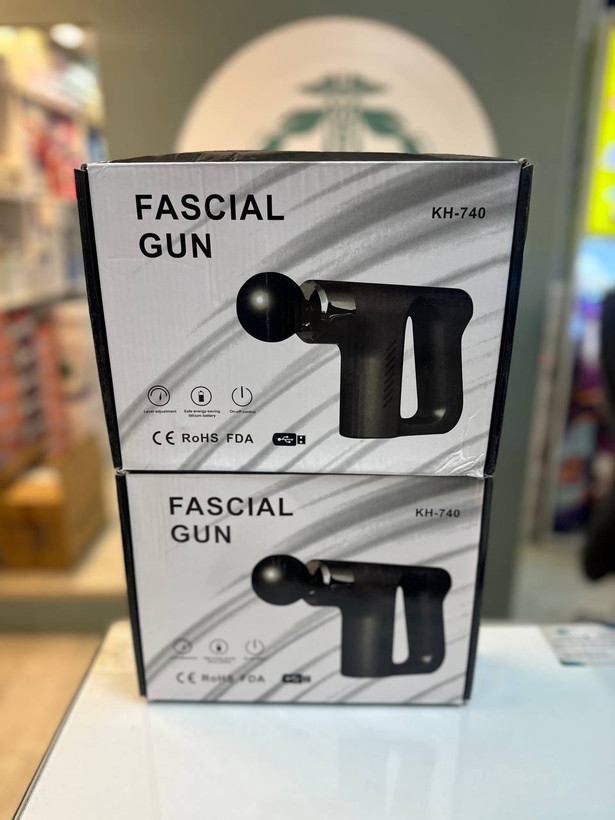 FASCIAL
GUN
KH-740
Level adjustment
Safe energy-saving
lithium battery
On-off control
CE RoHS FDA
FASCIAL
GUN
KH-740
CE RoHS FDA